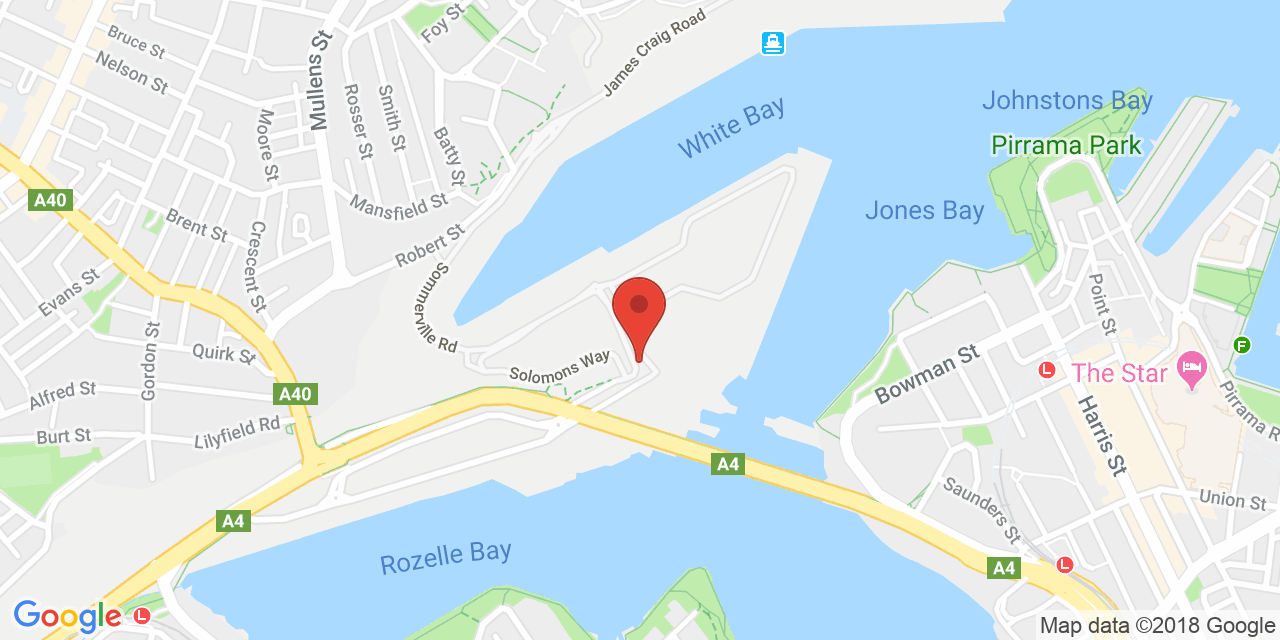 Foy St
James Craig Road
Bruce St
Nelson St
Mullens St
Rosser St
Smith St
Batty St
Moore St
White Bay
Johnstons Bay
Pirrama Park
A40
Mansfield St
Brent St
Jones Bay
Crescent St
Robert St
Sommerville Rd
Evans St
Point St
Gordon St
Quirk St
Solomons Way
Bowman St
F
L
The Star
Alfred St
A40
Pirrama R
Harris St
Burt St
Lilyfield Rd
A4
Saunders St
Union St
A4
Rozelle Bay
L
A4
Google
L
Map data ©2018 Google